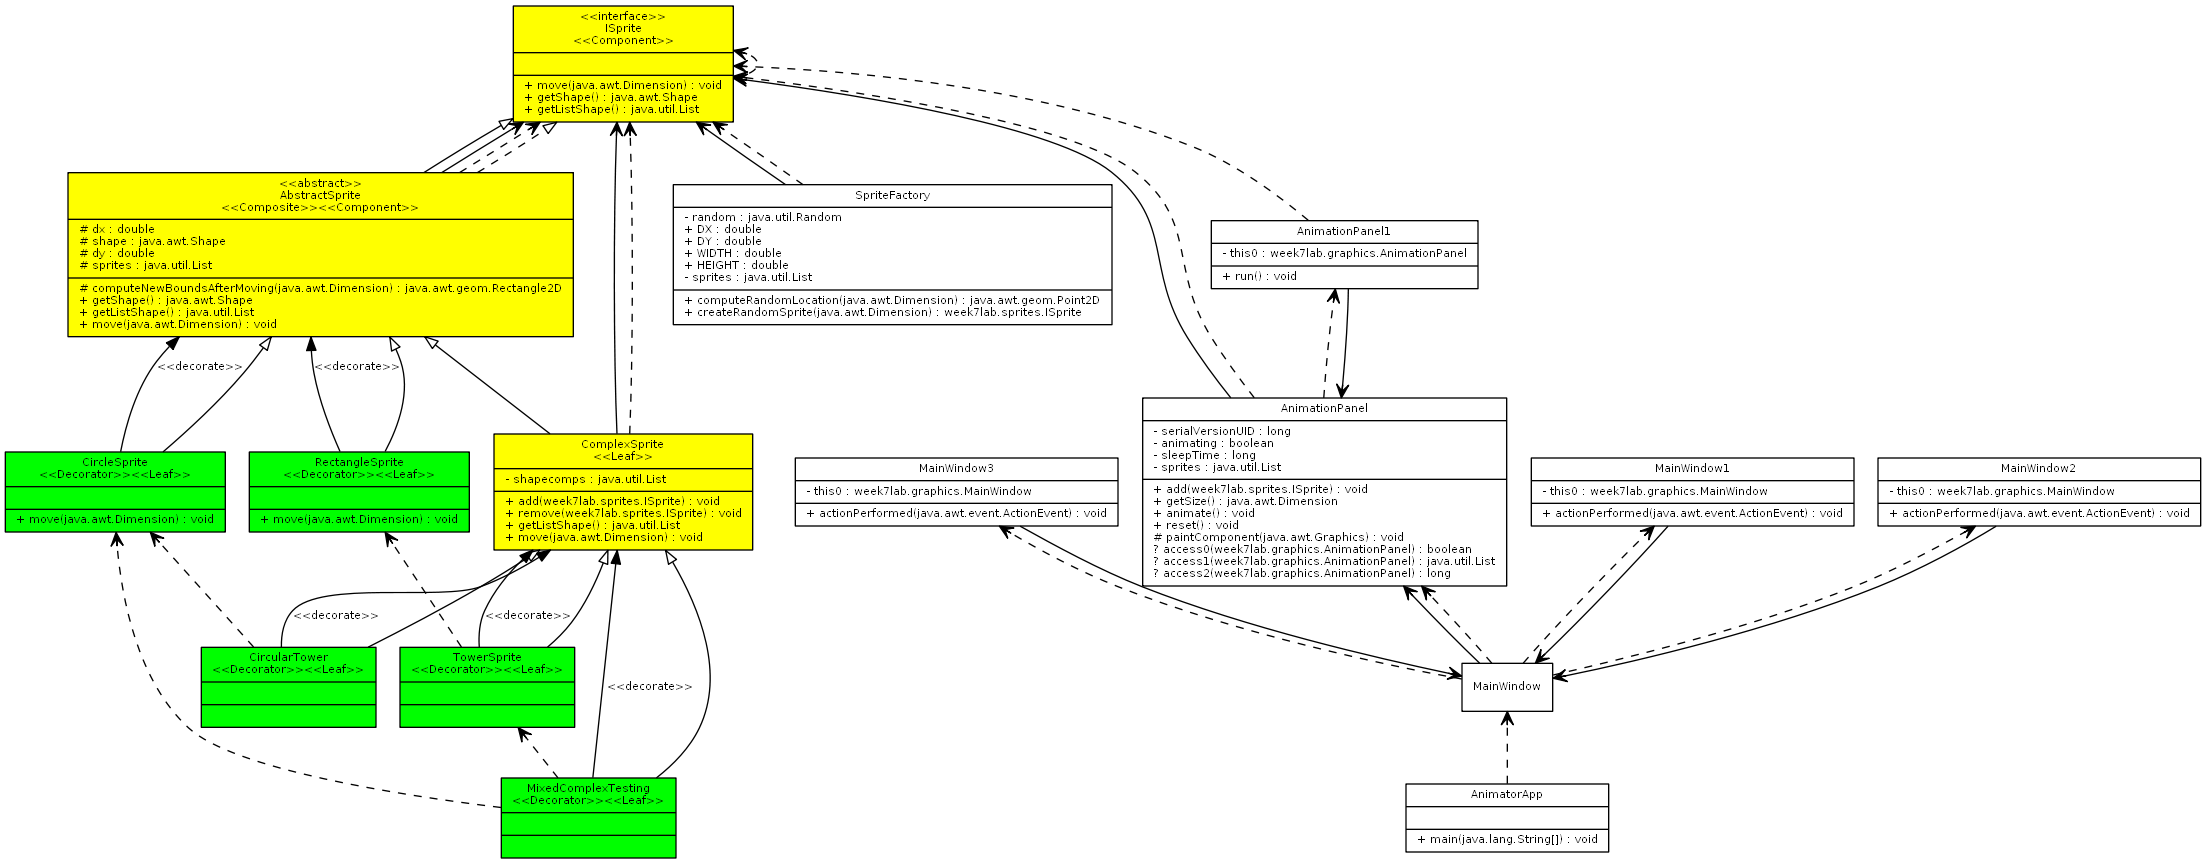 <<interface>>
ISprite
<<Component>>
+ move(java.awt.Dimension) : void
+ getShape() : java.awt.Shape
+ getListShape() : java.util.List
<<abstract>>
AbstractSprite
<<Composite>><<Component>>
# dx : double
# shape : java.awt.Shape
# dy : double
# sprites : java.util.List
# computeNewBoundsAfterMoving(java.awt.Dimension) : java.awt.geom.Rectangle2D
+ getShape() : java.awt.Shape
+ getListShape() : java.util.List
+ move(java.awt.Dimension) : void
SpriteFactory
- random : java.util.Random
+ DX : double
+ DY : double
+ WIDTH : double
+ HEIGHT : double
- sprites : java.util.List
+ computeRandomLocation(java.awt.Dimension) : java.awt.geom.Point2D
+ createRandomSprite(java.awt.Dimension) : week7lab.sprites.ISprite
AnimationPanel1
- this0 : week7lab.graphics.AnimationPanel
+ run() : void
<<decorate>>
<<decorate>>
CircleSprite
<<Decorator>><<Leaf>>
+ move(java.awt.Dimension) : void
RectangleSprite
<<Decorator>><<Leaf>>
+ move(java.awt.Dimension) : void
ComplexSprite
<<Leaf>>
- shapecomps : java.util.List
+ add(week7lab.sprites.ISprite) : void
+ remove(week7lab.sprites.ISprite) : void
+ getListShape() : java.util.List
+ move(java.awt.Dimension) : void
MainWindow3
- this0 : week7lab.graphics.MainWindow
+ actionPerformed(java.awt.event.ActionEvent) : void
AnimationPanel
- serialVersionUID : long
- animating : boolean
- sleepTime : long
- sprites : java.util.List
+ add(week7lab.sprites.ISprite) : void
+ getSize() : java.awt.Dimension
+ animate() : void
+ reset() : void
# paintComponent(java.awt.Graphics) : void
? access0(week7lab.graphics.AnimationPanel) : boolean
? access1(week7lab.graphics.AnimationPanel) : java.util.List
? access2(week7lab.graphics.AnimationPanel) : long
MainWindow1
- this0 : week7lab.graphics.MainWindow
+ actionPerformed(java.awt.event.ActionEvent) : void
MainWindow2
- this0 : week7lab.graphics.MainWindow
+ actionPerformed(java.awt.event.ActionEvent) : void
<<decorate>>
<<decorate>>
<<decorate>>
CircularTower
<<Decorator>><<Leaf>>
TowerSprite
<<Decorator>><<Leaf>>
MainWindow
MixedComplexTesting
<<Decorator>><<Leaf>>
AnimatorApp
+ main(java.lang.String[]) : void